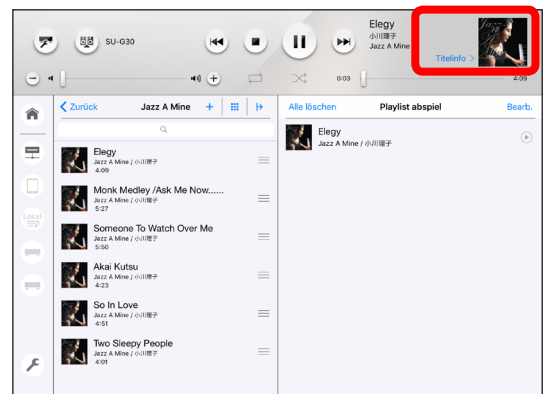 SU-G30
Elegy
小川理子
Jazz A Mine
Titelinfo >
0:03
4:09
Zurück
Jazz A Mine
Alle löschen
Playlist abspiel
Bearb.
Elegy
Jazz A Mine / 小川理子
4:09
Monk Medley /Ask Me Now......
Jazz A Mine / 小川理子
5:27
Someone To Watch Over Me
Jazz A Mine / 小川理子
5:50
Akai Kutsu
Jazz A Mine / 小川理子
4:23
So In Love
Jazz A Mine / 小川理子
4:51
Two Sleepy People
Jazz A Mine / 小川理子
4:01
Elegy
Jazz A Mine / 小川理子
Local